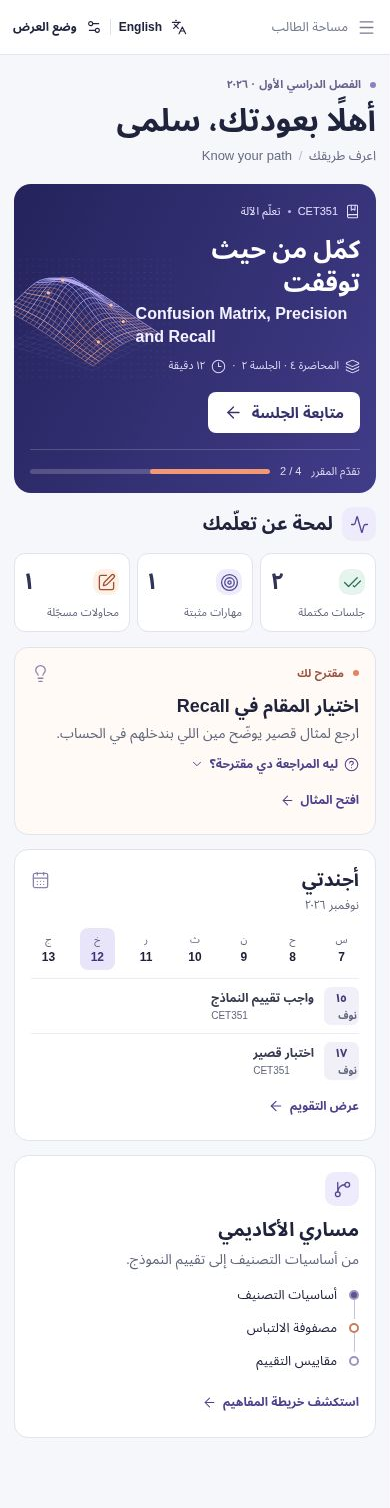 مساحة الطالب
English
وضع العرض
الفصل الدراسي الأول · ٢٠٢٦
أهلًا بعودتك، سلمى
اعرف طريقك / Know your path
CET351 • تعلّم الآلة
كمّل من حيث
توقفت
Confusion Matrix, Precision
and Recall
المحاضرة ٤ · الجلسة ٢ · ١٢ دقيقة
متابعة الجلسة
تقدّم المقرر 2 / 4
لمحة عن تعلّمك
٢
جلسات مكتملة
١
مهارات مثبتة
١
محاولات مسجّلة
مقترح لك
اختيار المقام في Recall
ارجع لمثال قصير يوضّح مين اللي بندخلهم في الحساب.
ليه المراجعة دي مقترحة؟
افتح المثال
أجندتي
نوفمبر ٢٠٢٦
س ح ن ث ر خ ج
7 8 9 10 11 12 13
١٥ نوف
واجب تقييم النماذج
CET351
١٧ نوف
اختبار قصير
CET351
عرض التقويم
مساري الأكاديمي
من أساسيات التصنيف إلى تقييم النموذج.
أساسيات التصنيف
مصفوفة الالتباس
مقاييس التقييم
استكشف خريطة المفاهيم